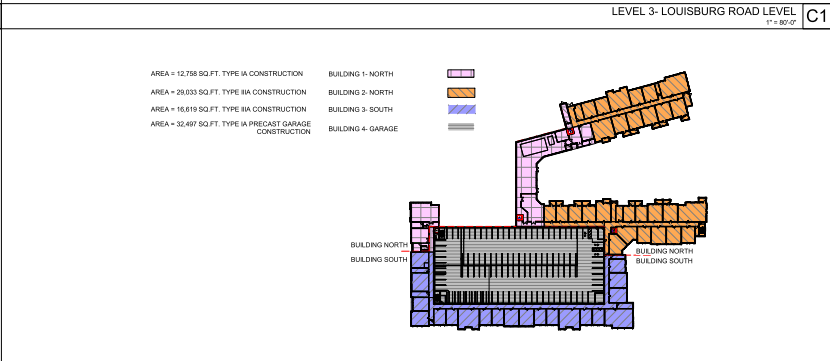 LEVEL 3- LOUISBURG ROAD LEVEL
1" = 80'-0"
C1
AREA = 12,758 SQ.FT. TYPE IA CONSTRUCTION BUILDING 1- NORTH
AREA = 29,033 SQ.FT. TYPE IIIA CONSTRUCTION BUILDING 2- NORTH
AREA = 16,619 SQ.FT. TYPE IIIA CONSTRUCTION BUILDING 3- SOUTH
AREA = 32,497 SQ.FT. TYPE IA PRECAST GARAGE
CONSTRUCTION BUILDING 4- GARAGE
BUILDING NORTH
BUILDING SOUTH
BUILDING NORTH
BUILDING SOUTH